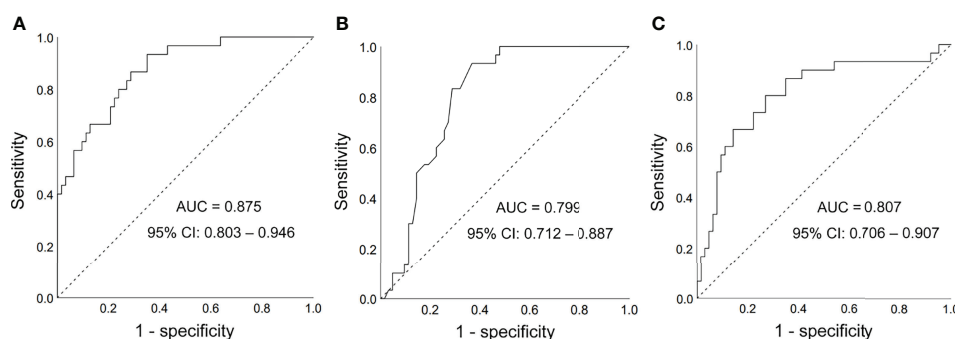 A
1.0
0.8
0.6
0.4
0.2
0.0
Sensitivity
AUC = 0.875
95% CI: 0.803 – 0.946
0.2 0.4 0.6 0.8 1.0
1 - specificity
B
1.0
0.8
0.6
0.4
0.2
0.0
Sensitivity
AUC = 0.799
95% CI: 0.712 – 0.887
0.2 0.4 0.6 0.8 1.0
1 - specificity
C
1.0
0.8
0.6
0.4
0.2
0.0
Sensitivity
AUC = 0.807
95% CI: 0.706 – 0.907
0.2 0.4 0.6 0.8 1.0
1 - specificity